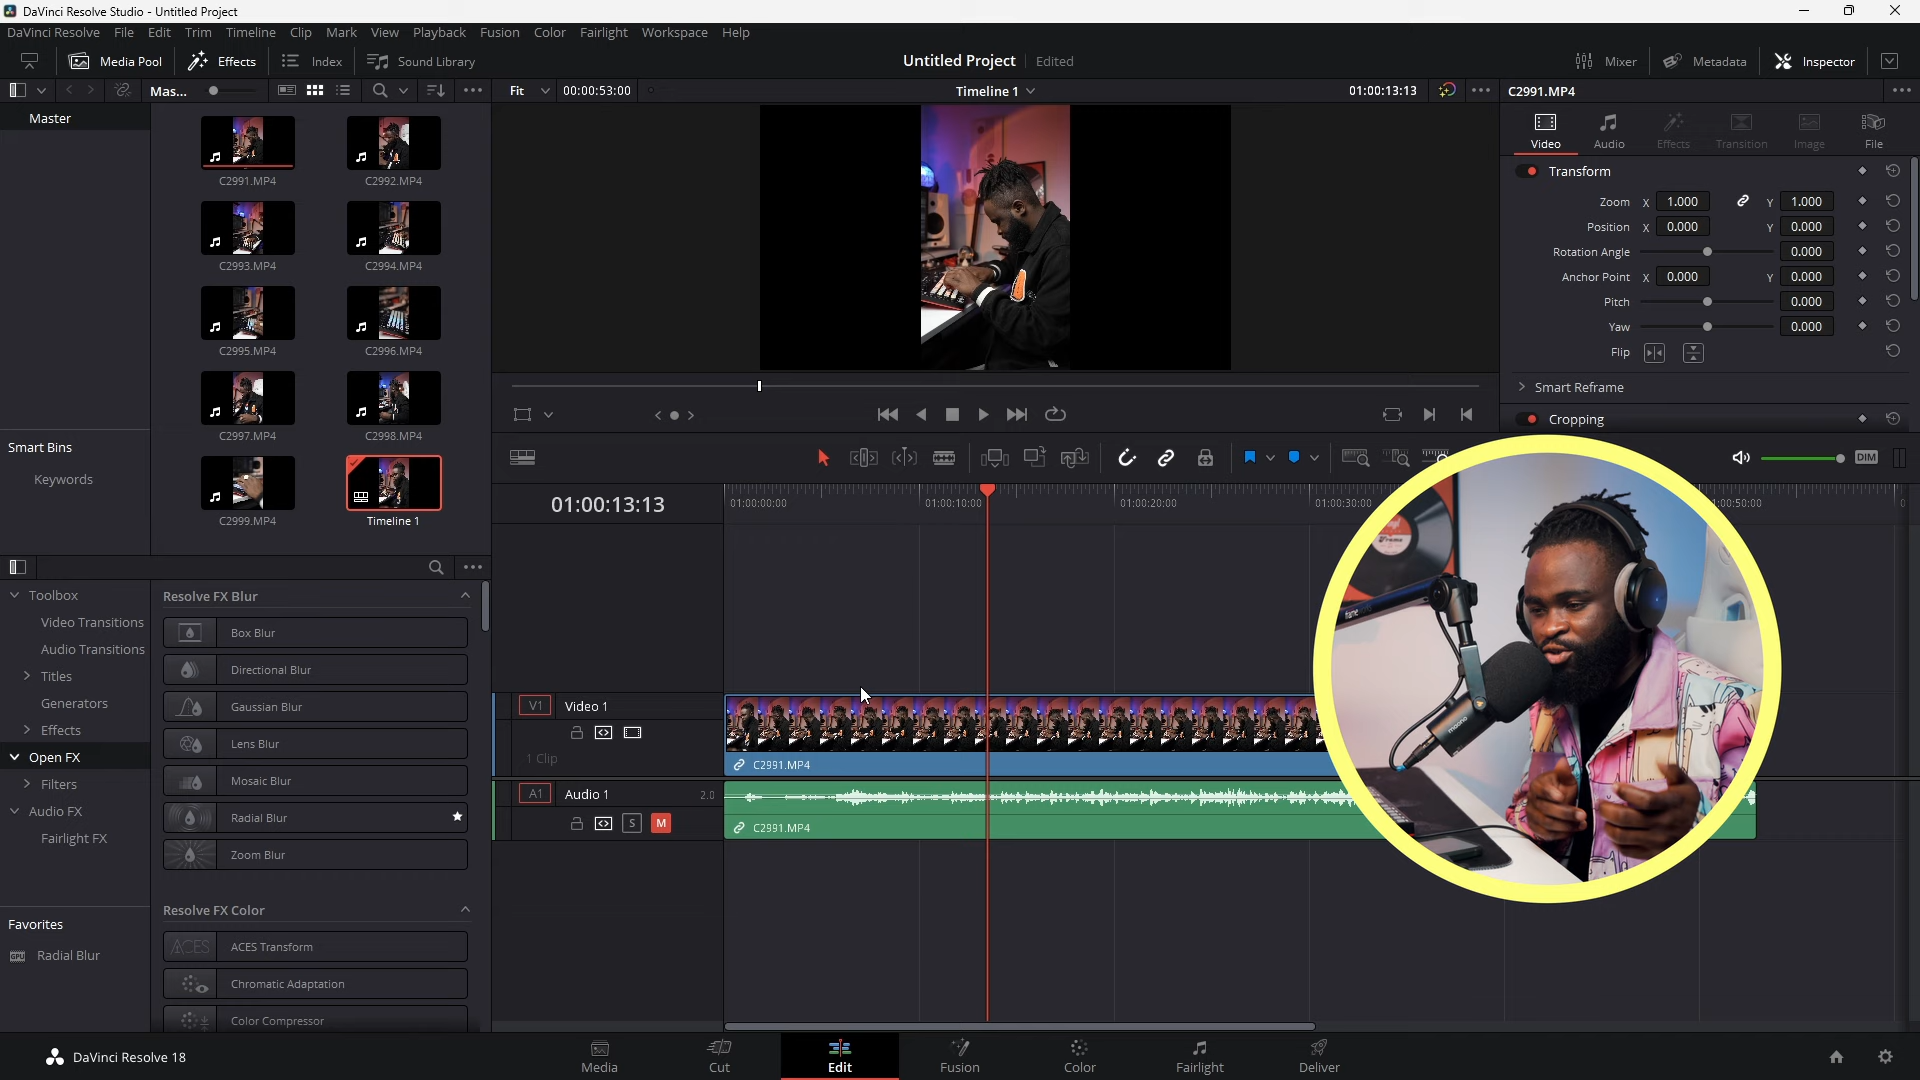 DaVinci Resolve Studio - Untitled Project
DaVinci Resolve File Edit Trim Timeline Clip Mark View Playback Fusion Color Fairlight Workspace Help
Media Pool Effects Index Sound Library Untitled Project Edited Mixer Metadata Inspector
Mas... Fit 00:00:53:00 Timeline 1 01:00:13:13 C2991.MP4
Master
Video Audio Effects Transition Image File
C2991.MP4 C2992.MP4
Transform
Zoom X 1.000 Y 1.000
Position X 0.000 Y 0.000
Rotation Angle 0.000
C2993.MP4 C2994.MP4
Anchor Point X 0.000 Y 0.000
Pitch 0.000
Yaw 0.000
C2995.MP4 C2996.MP4
Flip
Smart Reframe
Cropping
C2997.MP4 C2998.MP4
Smart Bins
Keywords
DIM
C2999.MP4 Timeline 1
01:00:13:13
01:00:00:00 01:00:10:00 01:00:20:00 01:00:30:00 :00:50:00
Toolbox
Video Transitions
Audio Transitions
Titles
Generators
Effects
Open FX
Filters
Audio FX
Fairlight FX
Resolve FX Blur
Box Blur
Directional Blur
Gaussian Blur
Lens Blur
Mosaic Blur
Radial Blur
Zoom Blur
Resolve FX Color
ACES ACES Transform
Chromatic Adaptation
Color Compressor
Favorites
Radial Blur
V1 Video 1
1 Clip
C2991.MP4
A1 Audio 1 2.0
S M
C2991.MP4
frame
maono
DaVinci Resolve 18
Media Cut Edit Fusion Color Fairlight Deliver